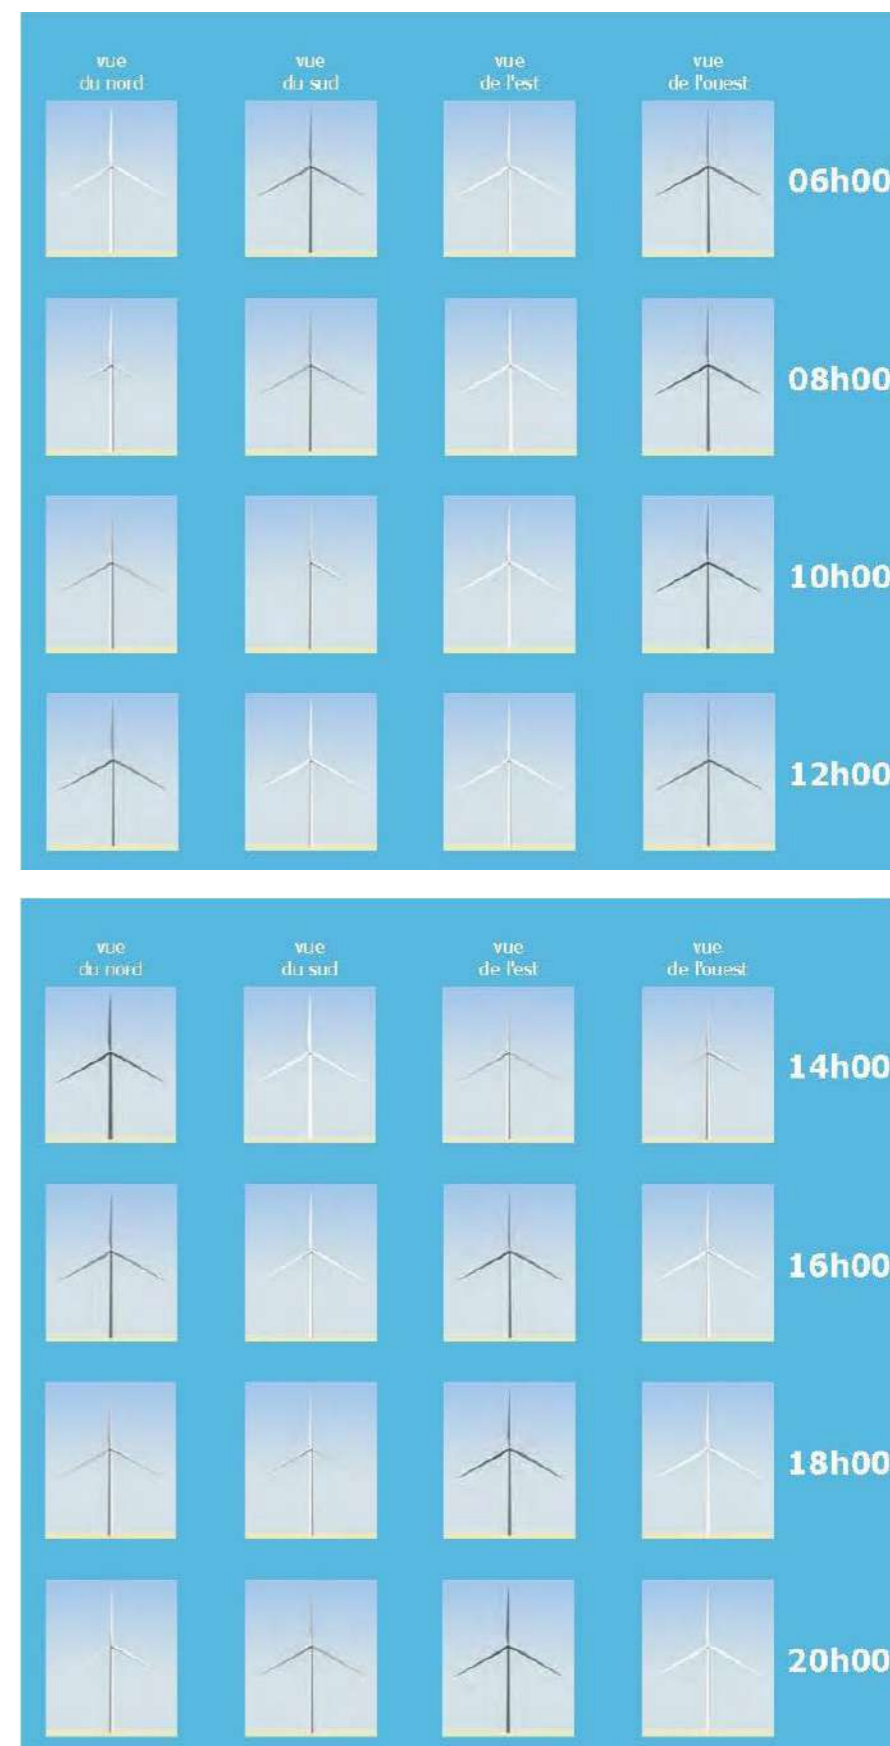 vue
du nord
vue
du sud
vue
de l'est
vue
de l'ouest
06h00
08h00
10h00
12h00
vue
du nord
vue
du sud
vue
de l'est
vue
de l'ouest
14h00
16h00
18h00
20h00